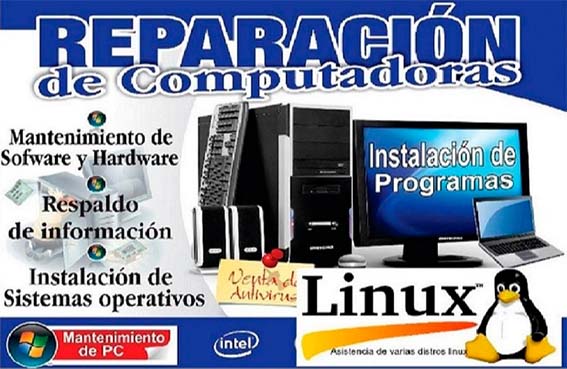 REPARACIÓN
de Computadoras
Mantenimiento de
Sofware y Hardware
Respaldo
de información
Instalación de
Sistemas operativos
Instalación de
Programas
Venta de
Antivirus
Linux™
Asistencia de varias distros linux
Mantenimiento
de PC
intel